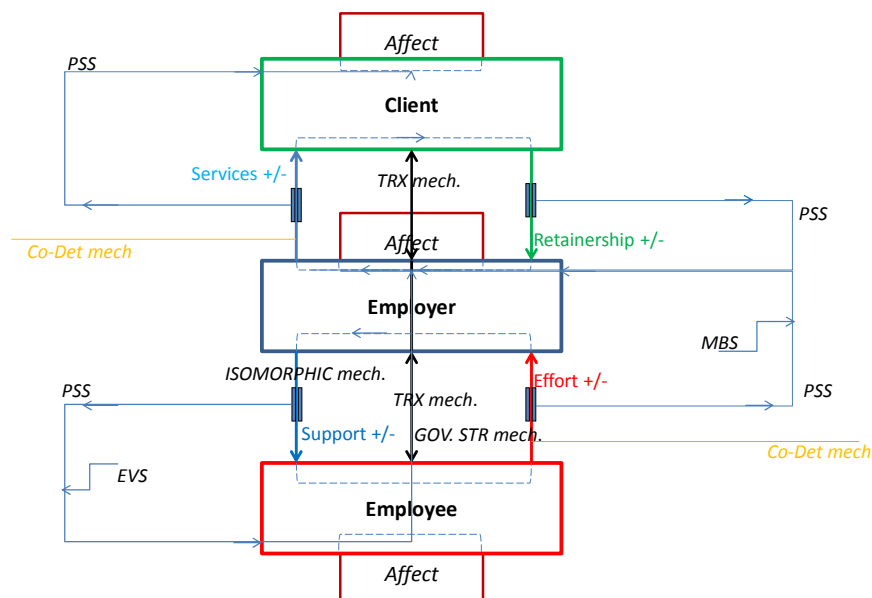 Affect
PSS
Client
Services +/-
TRX mech.
PSS
Affect
Retainership +/-
Co-Det mech
Employer
MBS
ISOMORPHIC mech.
Effort +/-
PSS
TRX mech.
PSS
Support +/-
GOV. STR mech.
Co-Det mech
EVS
Employee
Affect